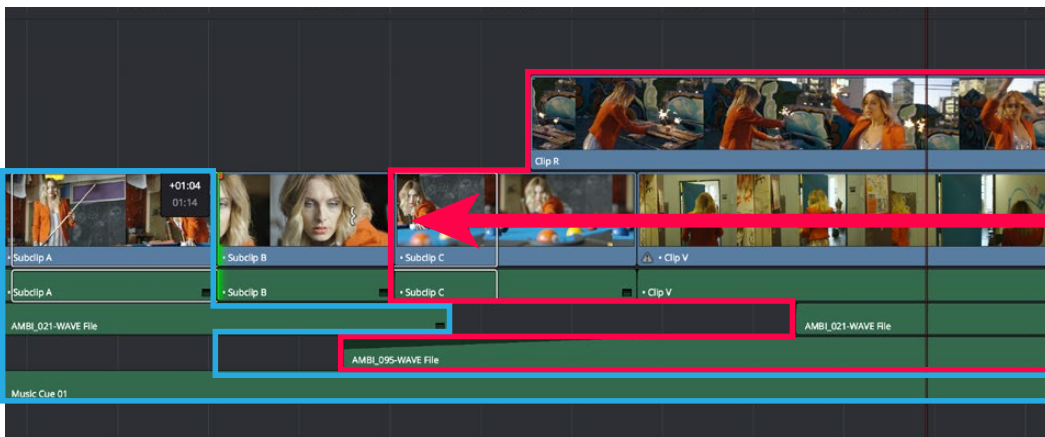 Clip R
+01:04
01:14
• Subclip A
• Subclip B
• Subclip C
• Clip V
• Subclip A
• Subclip B
• Subclip C
• Clip V
AMBI_021-WAVE File
AMBI_021-WAVE File
AMBI_095-WAVE File
Music Cue 01